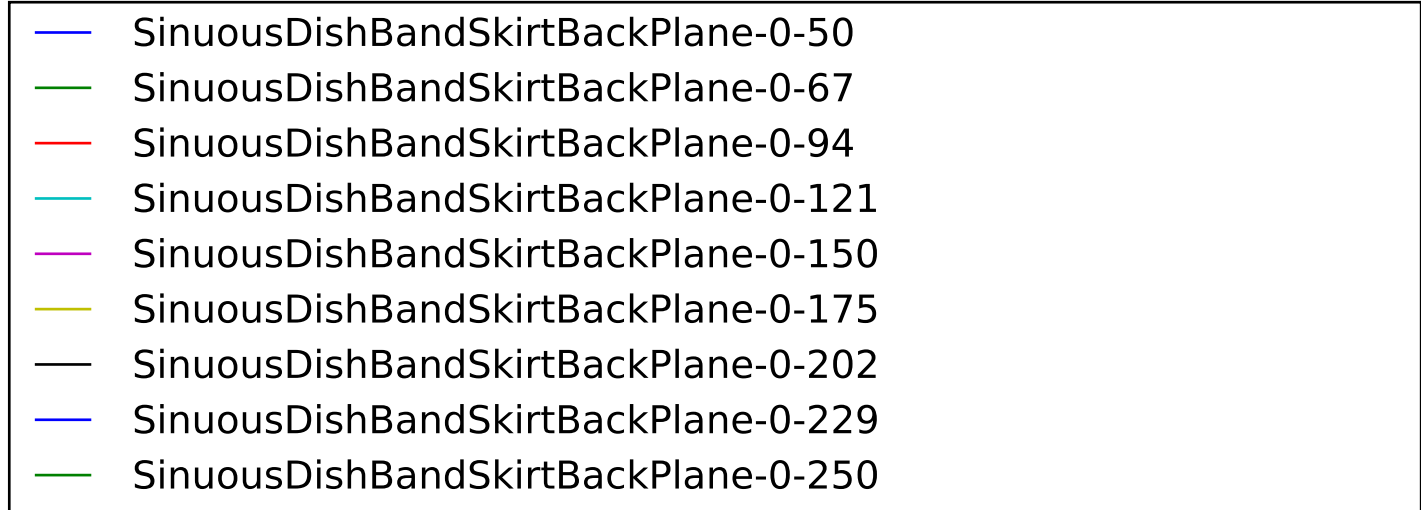 SinuousDishBandSkirtBackPlane-0-50
SinuousDishBandSkirtBackPlane-0-67
SinuousDishBandSkirtBackPlane-0-94
SinuousDishBandSkirtBackPlane-0-121
SinuousDishBandSkirtBackPlane-0-150
SinuousDishBandSkirtBackPlane-0-175
SinuousDishBandSkirtBackPlane-0-202
SinuousDishBandSkirtBackPlane-0-229
SinuousDishBandSkirtBackPlane-0-250